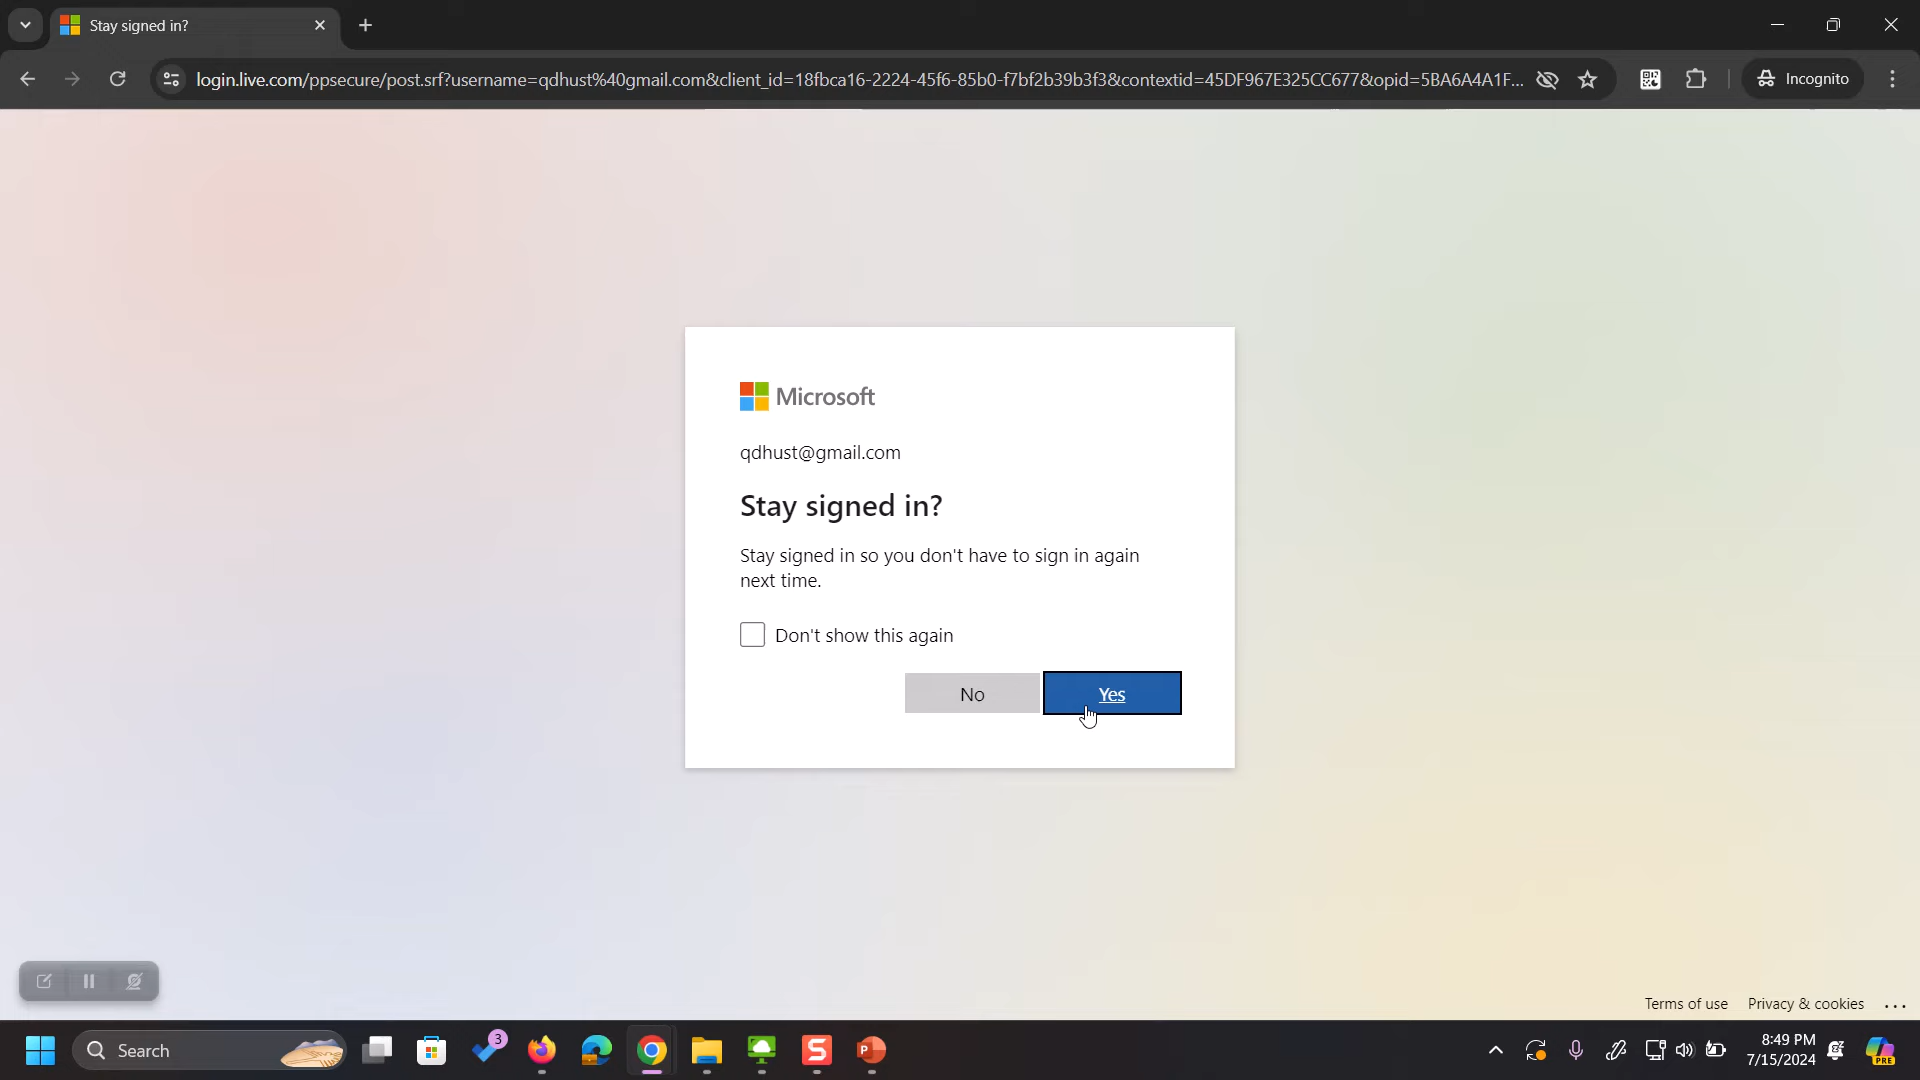 Stay signed in?
login.live.com/ppsecure/post.srf?username=qdhust%40gmail.com&client_id=18fbca16-2224-45f6-85b0-f7bf2b39b3f3&contextid=45DF967E325CC677&opid=5BA6A4A1F...
Incognito
Microsoft
qdhust@gmail.com
Stay signed in?
Stay signed in so you don't have to sign in again
next time.
Don't show this again
No
Yes
Terms of use
Privacy & cookies
...
Search
3
8:49 PM
7/15/2024
PRE